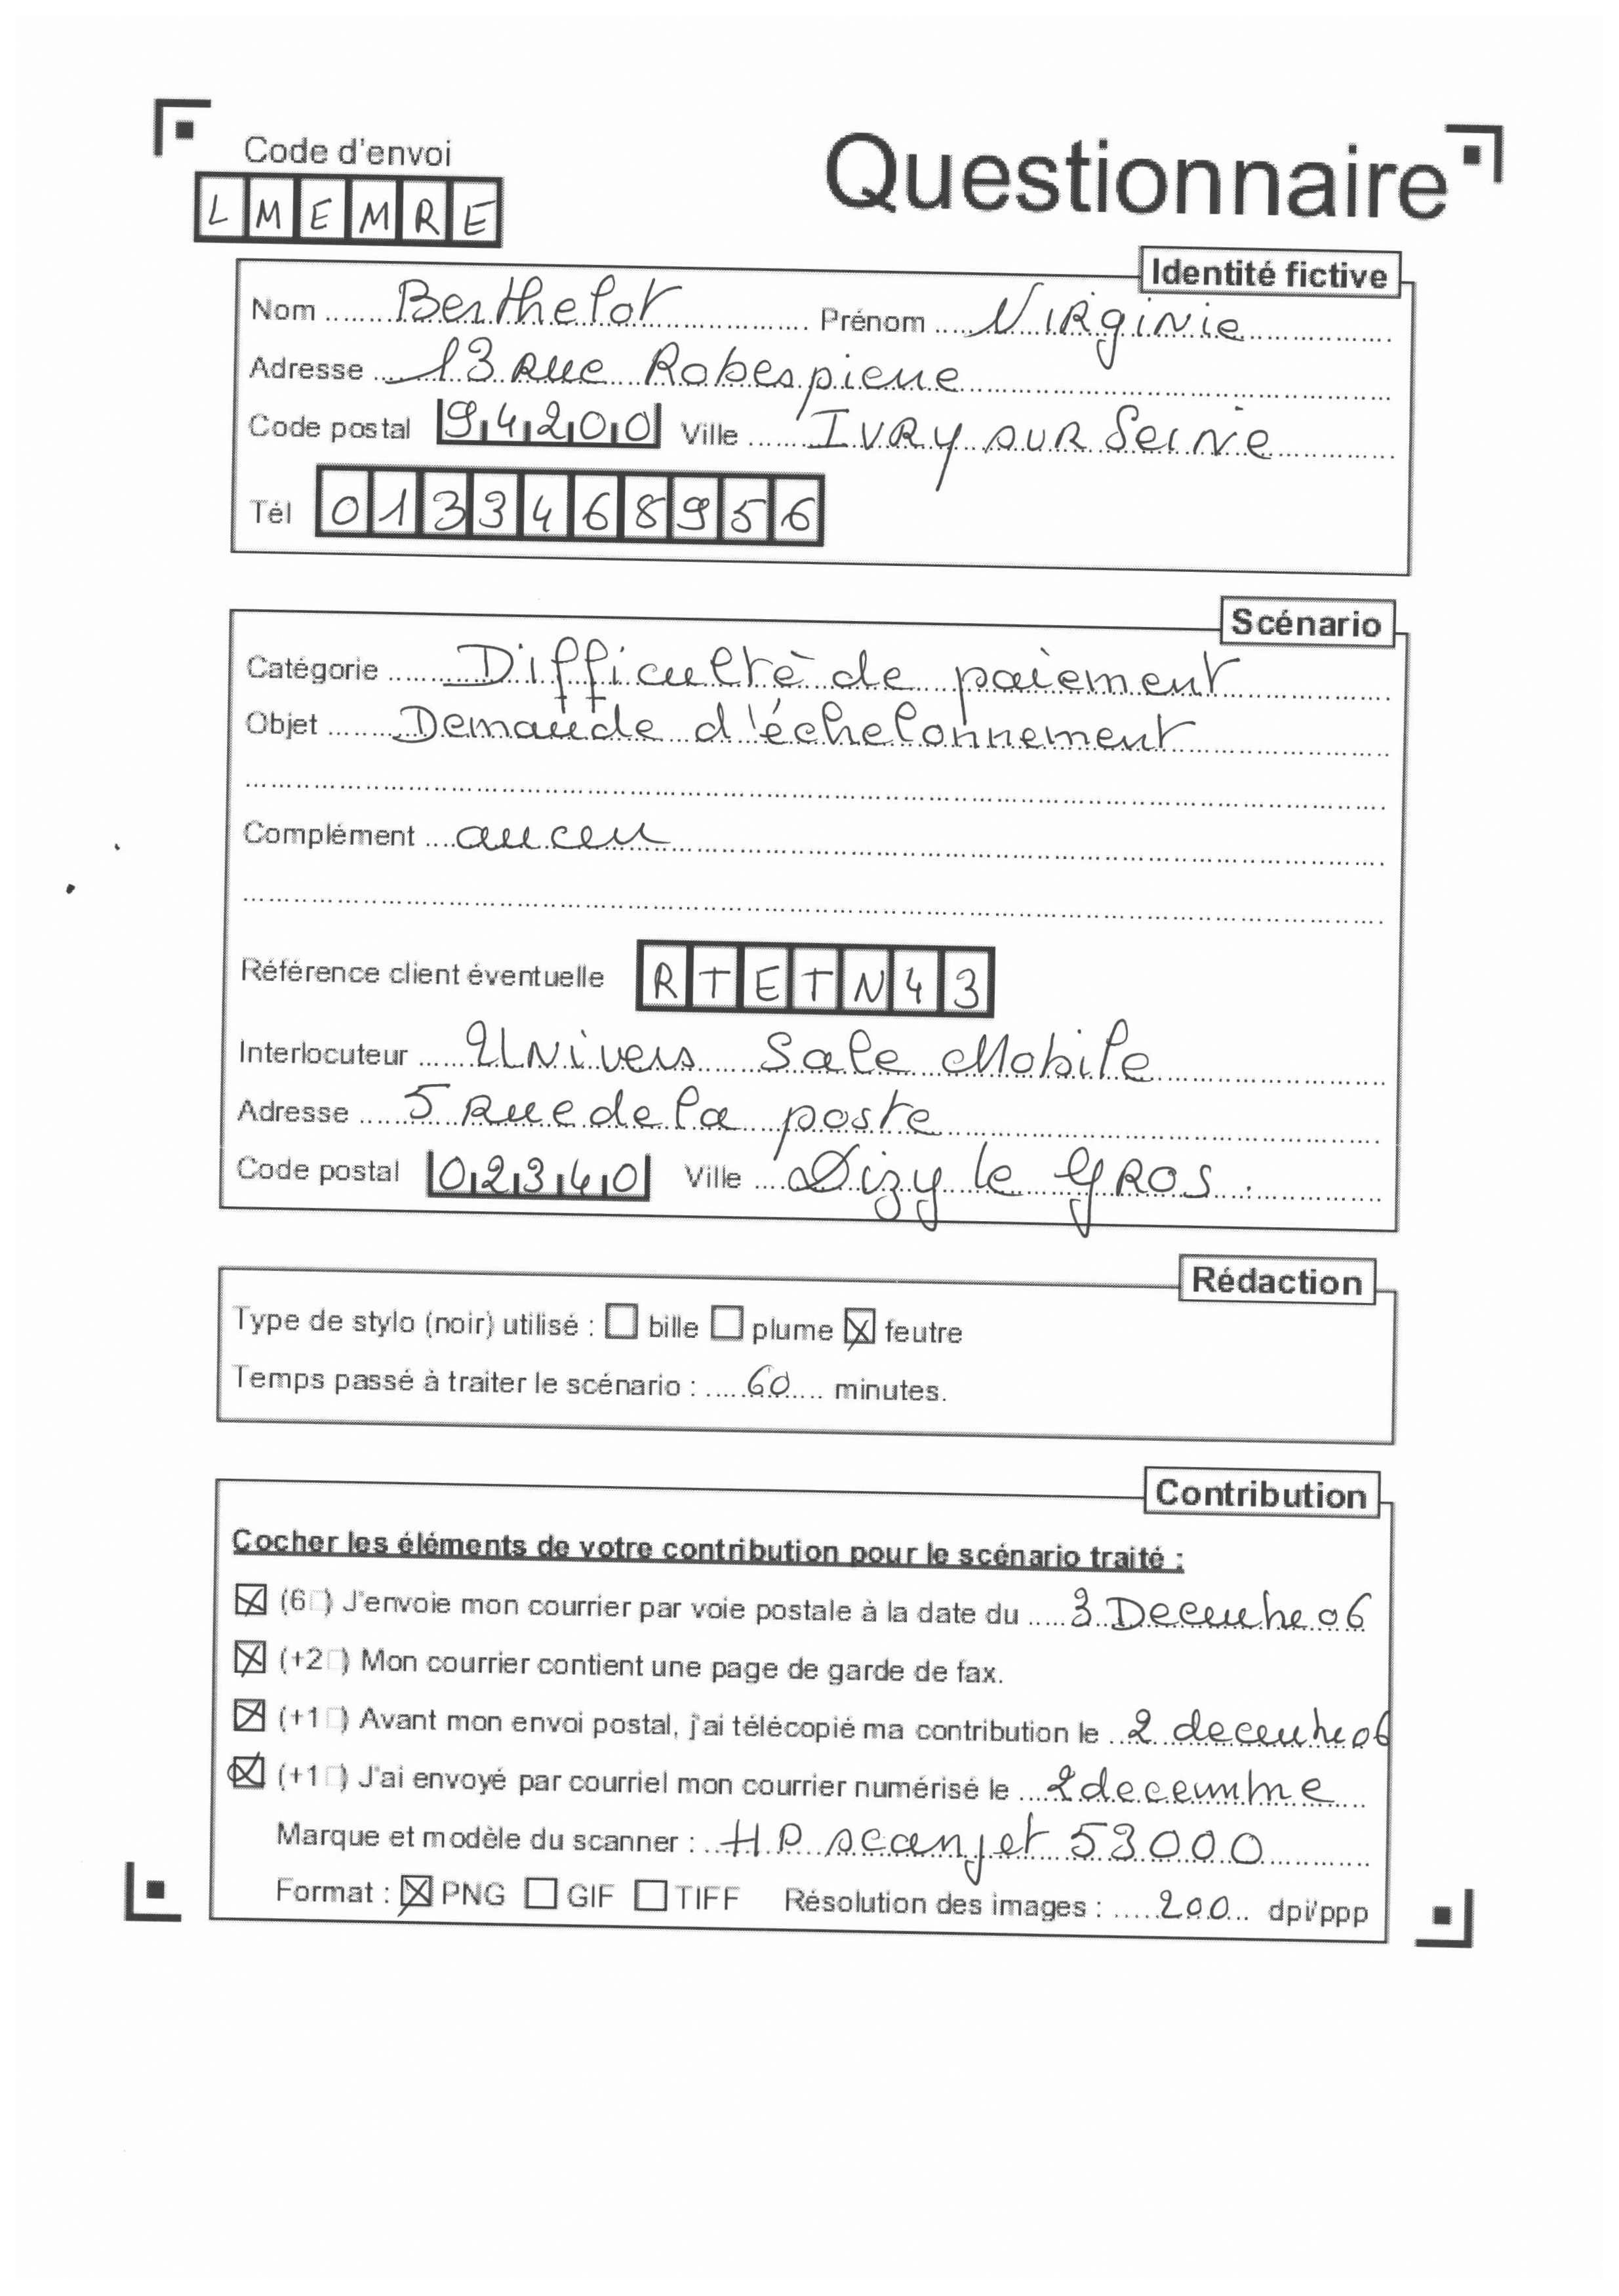 Code d'envoi
LMEMRE
Questionnaire
Identité fictive
Nom Berthelot Prénom Virginie
Adresse 13 Rue Robespierre
Code postal 94200 Ville IVRY sur Seine
Tél 0133468956
Scénario
Catégorie Difficulté de paiement
Objet Demande d'échelonnement
Complément aucun
Référence client éventuelle RTETN43
Interlocuteur Univers Sale Mobile
Adresse 5 Rue de la poste
Code postal 02340 Ville Dizy le GROS.
Rédaction
Type de stylo (noir) utilisé : ☐ bille ☐ plume ☒ feutre
Temps passé à traiter le scénario : 60 minutes.
Contribution
Cocher les éléments de votre contribution pour le scénario traité :
☒ (6 ) J'envoie mon courrier par voie postale à la date du 3 Decembre 06
☒ (+2 ) Mon courrier contient une page de garde de fax.
☒ (+1 ) Avant mon envoi postal, j'ai télécopié ma contribution le 2 decembre 06
☒ (+1 ) J'ai envoyé par courriel mon courrier numérisé le 2 decembre
Marque et modèle du scanner : HP scanjet 53000
Format : ☒ PNG ☐ GIF ☐ TIFF Résolution des images : 200 dpi/ppp